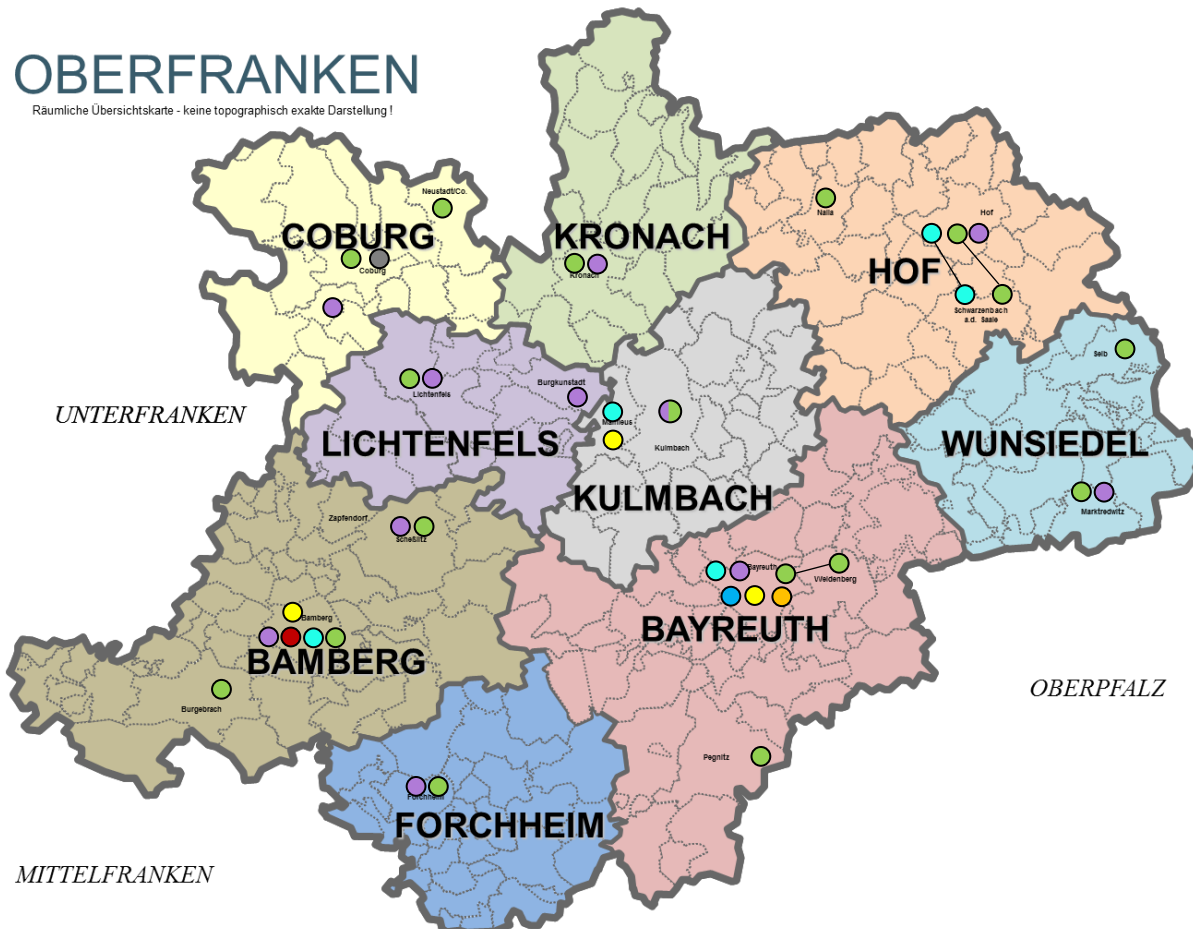 OBERFRANKEN
Räumliche Übersichtskarte - keine topographisch exakte Darstellung !
Neustadt/Co.
COBURG
Coburg
KRONACH
Kronach
Naila
Hof
HOF
Schwarzenbach
a.d. Saale
Selb
UNTERFRANKEN
Lichtenfels
Burgkunstadt
LICHTENFELS
Mainleus
Kulmbach
KULMBACH
WUNSIEDEL
Marktredwitz
Zapfendorf
Scheßlitz
Bayreuth
Weidenberg
BAYREUTH
Bamberg
BAMBERG
Burgebrach
OBERPFALZ
Pegnitz
Forchheim
FORCHHEIM
MITTELFRANKEN